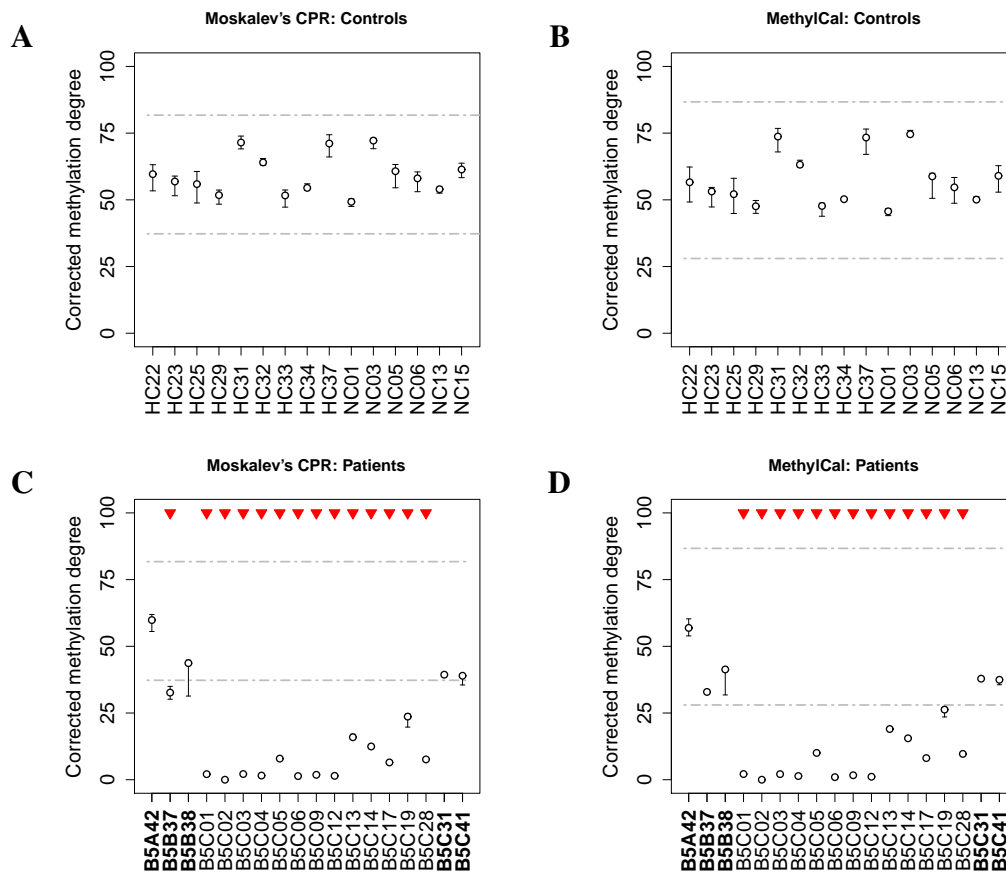 A
Moskalev's CPR: Controls
Corrected methylation degree
0
25
50
75
100
HC22
HC23
HC25
HC29
HC31
HC32
HC33
HC34
HC37
NC01
NC03
NC05
NC06
NC13
NC15
B
MethylCal: Controls
Corrected methylation degree
0
25
50
75
100
HC22
HC23
HC25
HC29
HC31
HC32
HC33
HC34
HC37
NC01
NC03
NC05
NC06
NC13
NC15
C
Moskalev's CPR: Patients
Corrected methylation degree
0
25
50
75
100
B5A42
B5B37
B5B38
B5C01
B5C02
B5C03
B5C04
B5C05
B5C06
B5C09
B5C12
B5C13
B5C14
B5C17
B5C19
B5C28
B5C31
B5C41
D
MethylCal: Patients
Corrected methylation degree
0
25
50
75
100
B5A42
B5B37
B5B38
B5C01
B5C02
B5C03
B5C04
B5C05
B5C06
B5C09
B5C12
B5C13
B5C14
B5C17
B5C19
B5C28
B5C31
B5C41